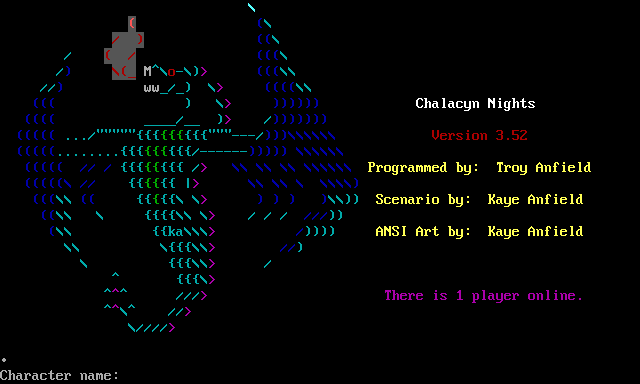 Chalacyn Nights
Version 3.52
Programmed by:  Troy Anfield
Scenario by:  Kaye Anfield
ANSI Art by:  Kaye Anfield
ka
There is 1 player online.
Character name: